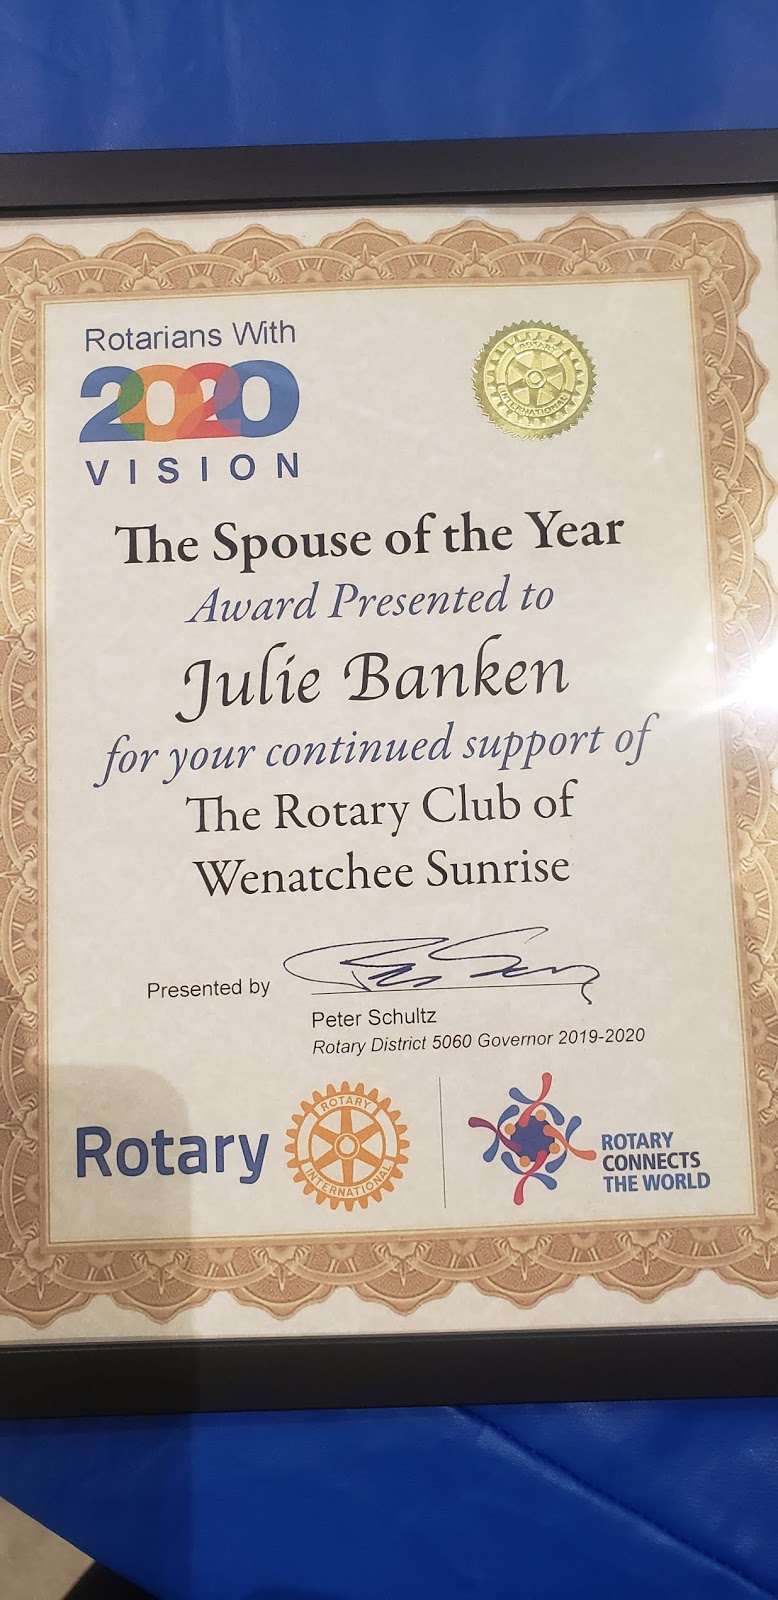 Rotarians With
2020
VISION
ROTARY
INTERNATIONAL
The Spouse of the Year
Award Presented to
Julie Banken
for your continued support of
The Rotary Club of
Wenatchee Sunrise
Presented by
Peter Schultz
Rotary District 5060 Governor 2019-2020
Rotary
ROTARY
INTERNATIONAL
ROTARY
CONNECTS
THE WORLD